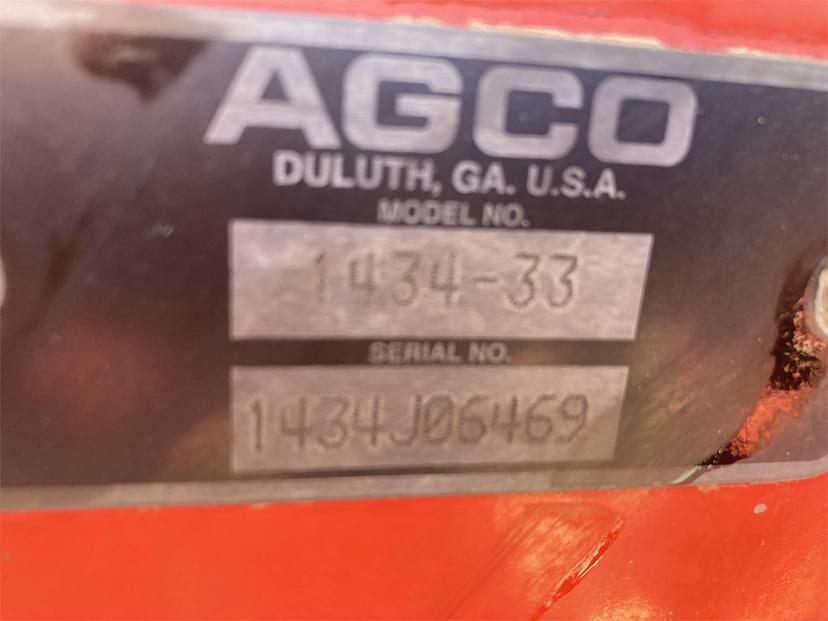 AGCO
DULUTH, GA. U.S.A.
MODEL NO.
1434-33
SERIAL NO.
1434J06469